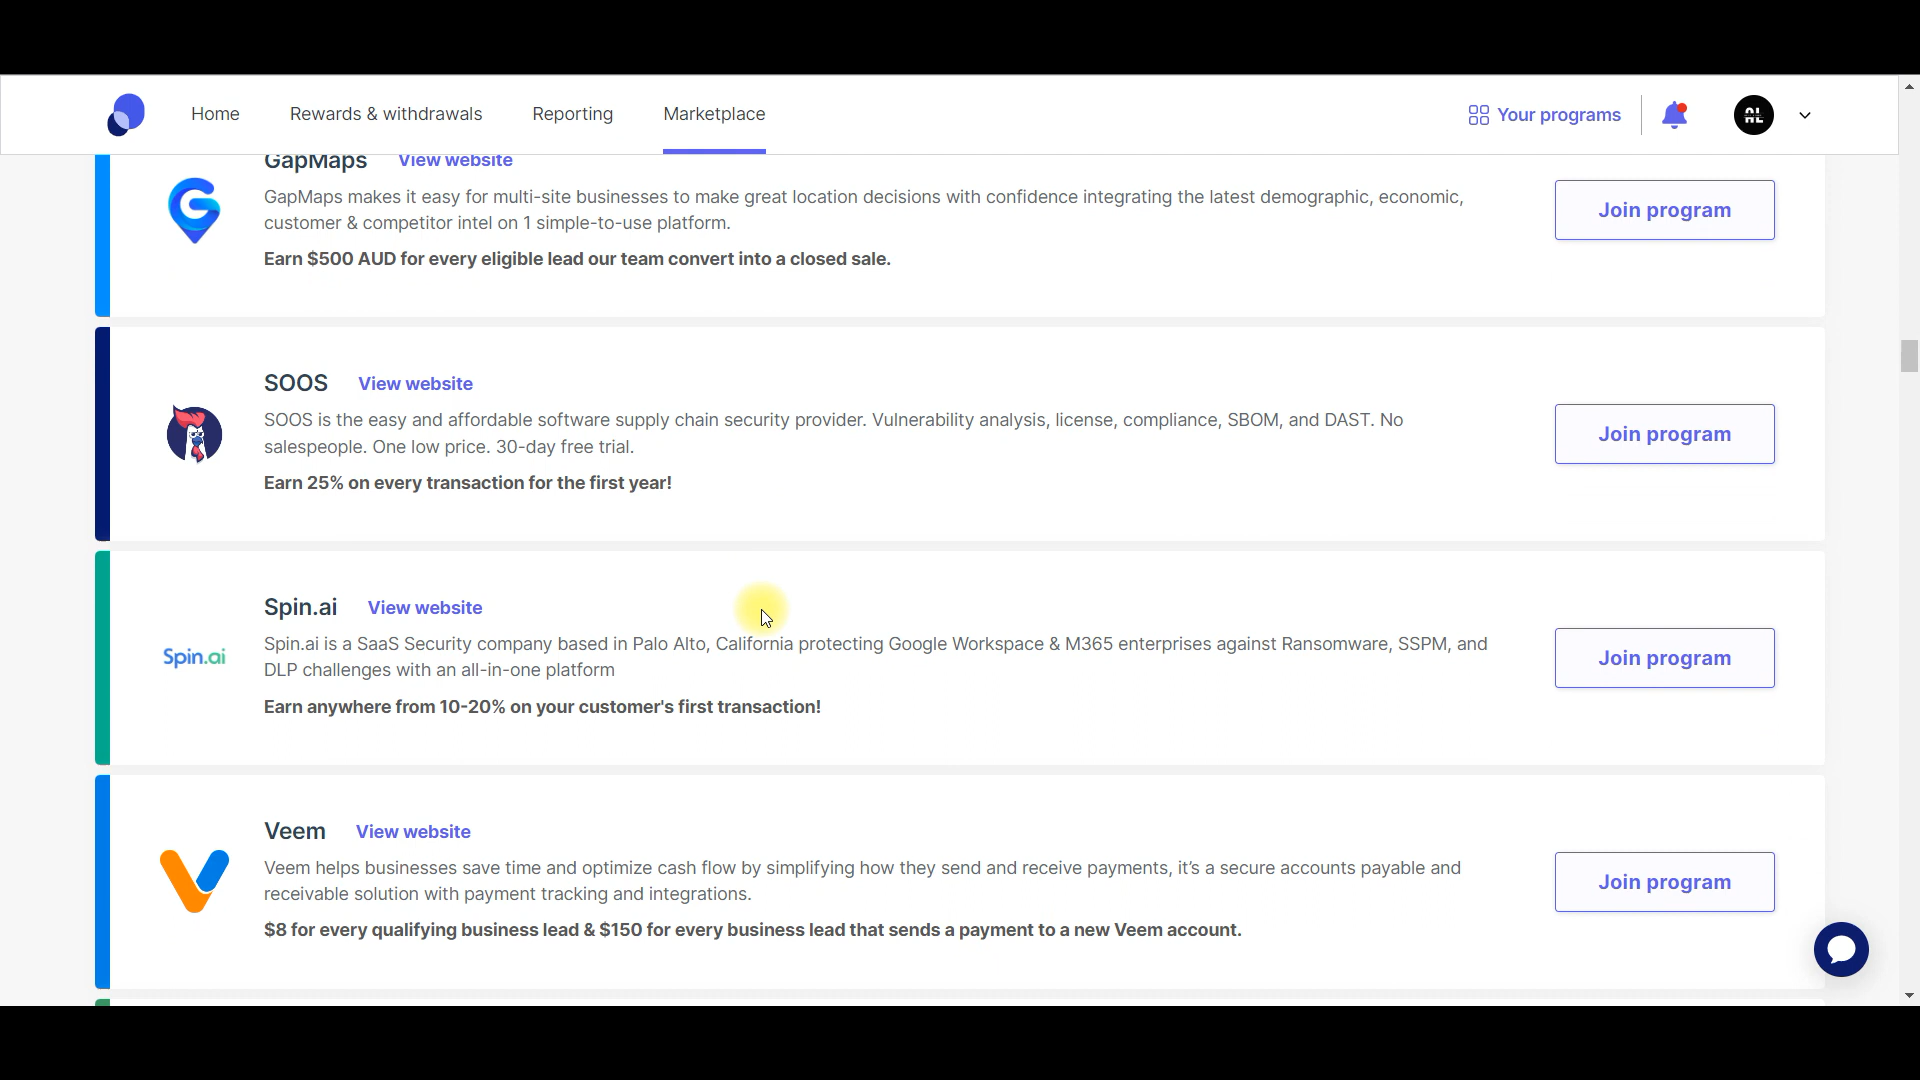 Home Rewards & withdrawals Reporting Marketplace Your programs AL
GapMaps View website
GapMaps makes it easy for multi-site businesses to make great location decisions with confidence integrating the latest demographic, economic,
customer & competitor intel on 1 simple-to-use platform.
Earn $500 AUD for every eligible lead our team convert into a closed sale.
Join program
SOOS View website
SOOS is the easy and affordable software supply chain security provider. Vulnerability analysis, license, compliance, SBOM, and DAST. No
salespeople. One low price. 30-day free trial.
Earn 25% on every transaction for the first year!
Join program
Spin.ai
Spin.ai View website
Spin.ai is a SaaS Security company based in Palo Alto, California protecting Google Workspace & M365 enterprises against Ransomware, SSPM, and
DLP challenges with an all-in-one platform
Earn anywhere from 10-20% on your customer's first transaction!
Join program
Veem View website
Veem helps businesses save time and optimize cash flow by simplifying how they send and receive payments, it's a secure accounts payable and
receivable solution with payment tracking and integrations.
$8 for every qualifying business lead & $150 for every business lead that sends a payment to a new Veem account.
Join program